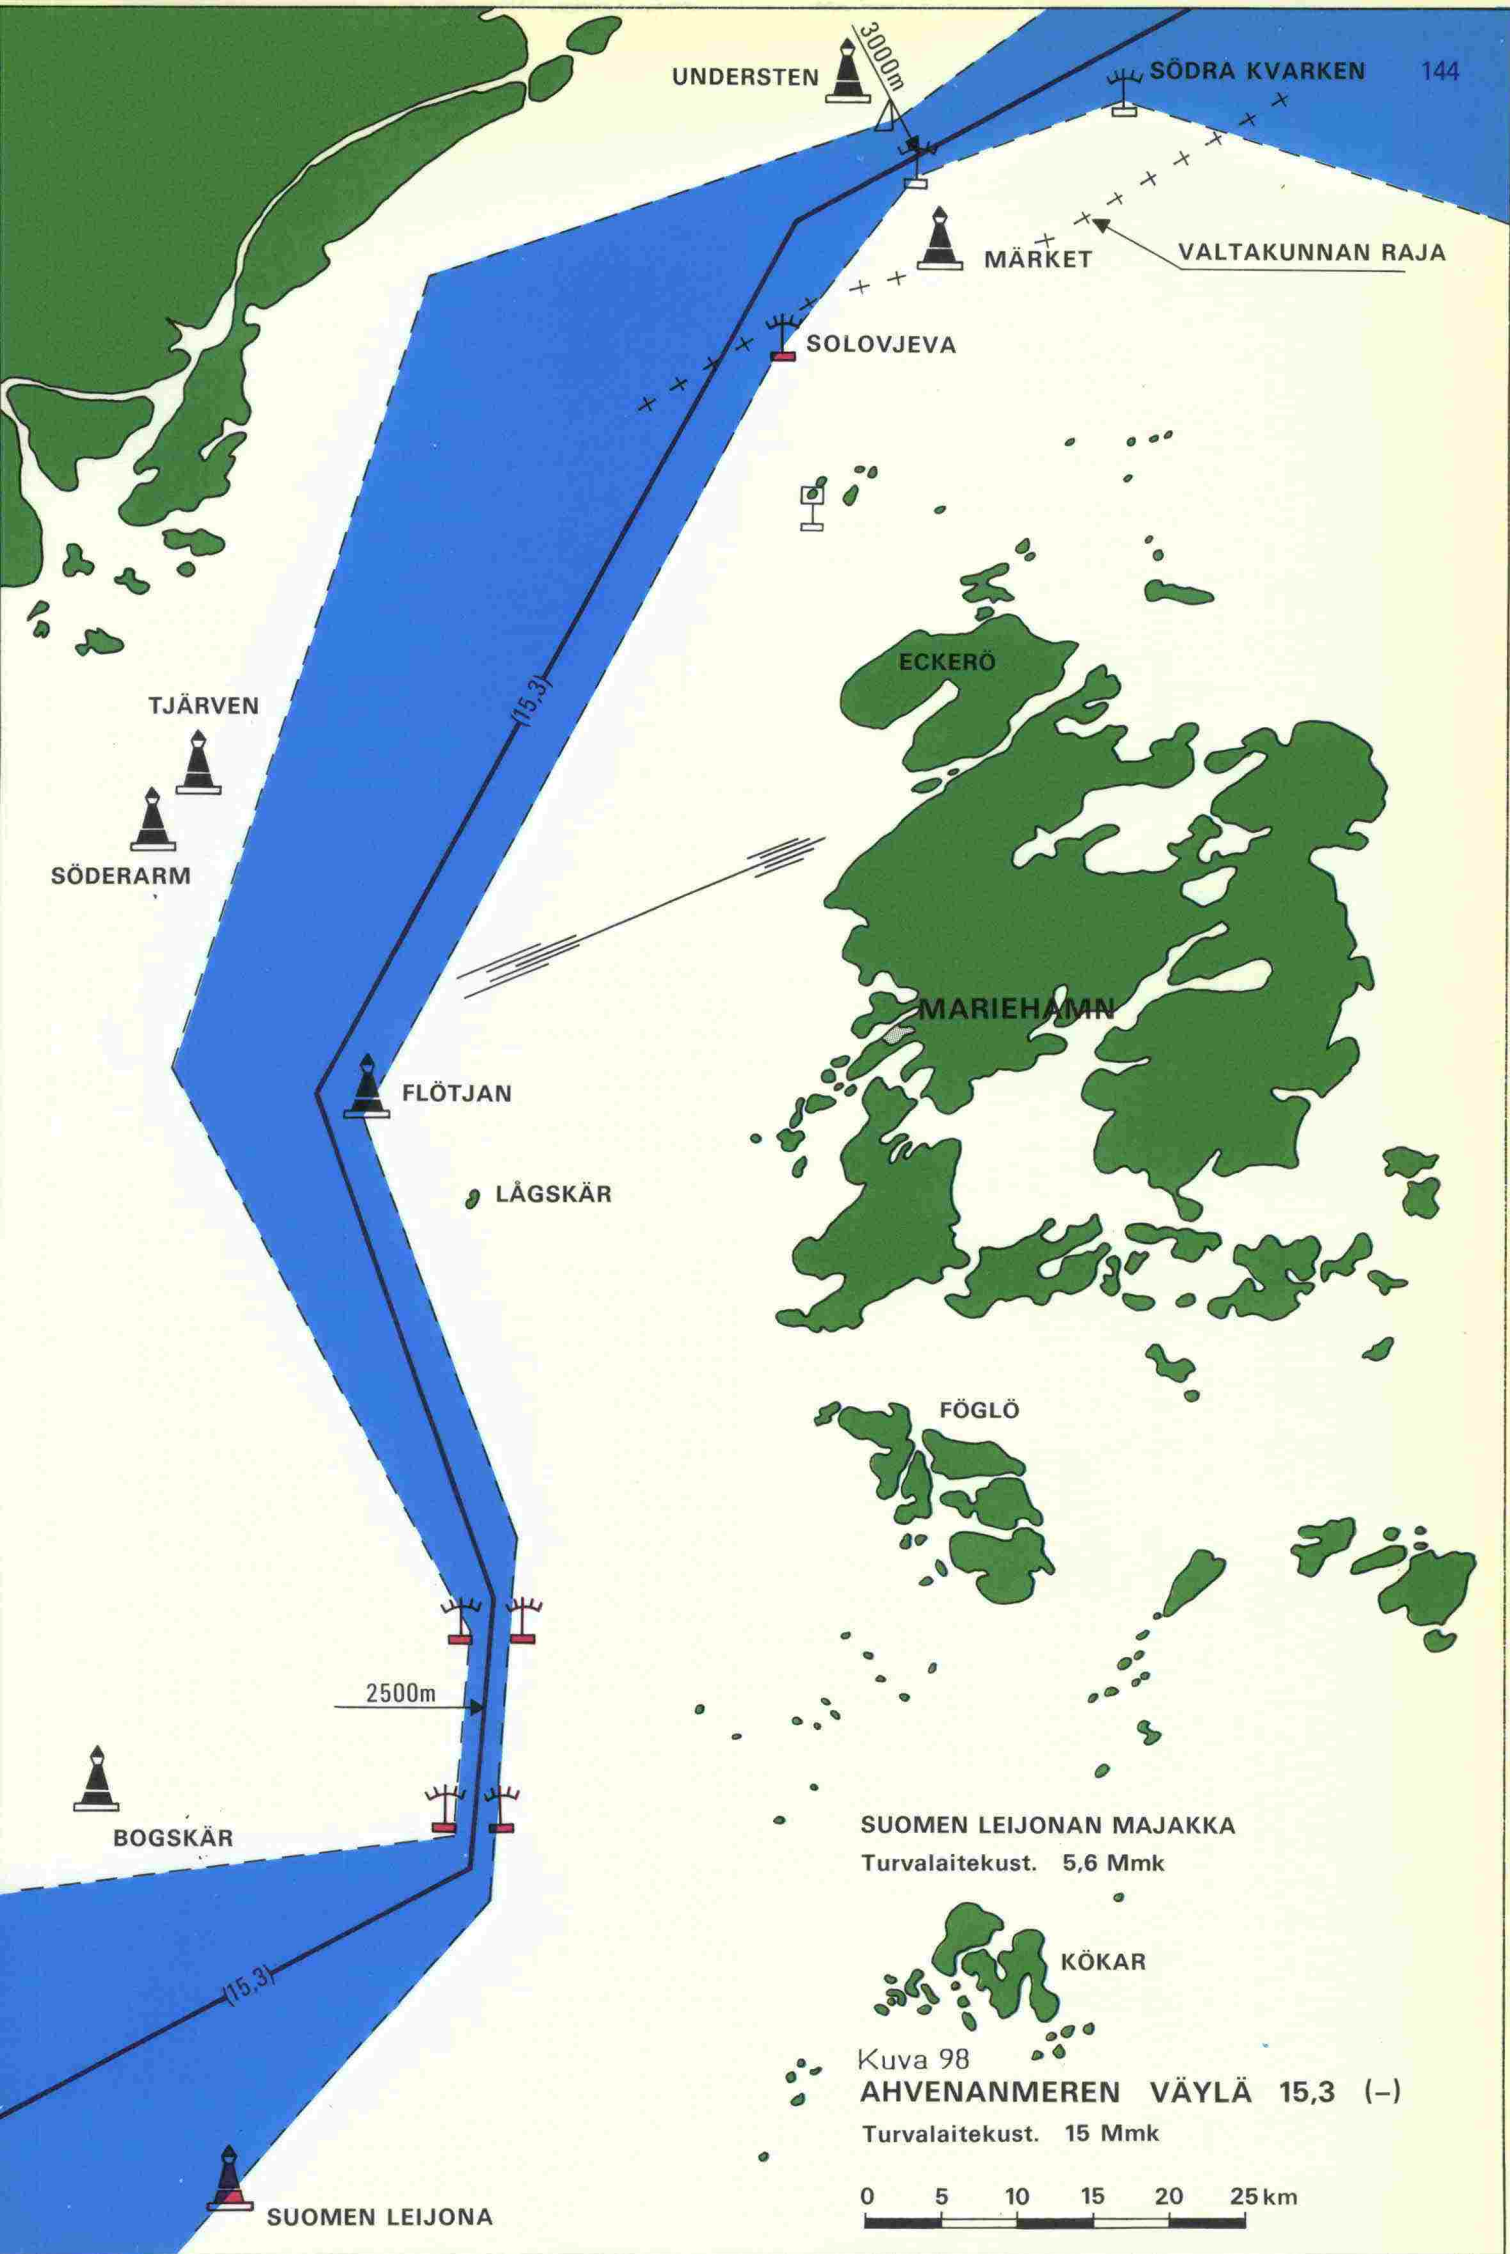 3000m
UNDERSTEN
SÖDRA KVARKEN
144
MÄRKET
VALTAKUNNAN RAJA
SOLOVJEVA
ECKERÖ
(15,3)
TJÄRVEN
SÖDERARM
MARIEHAMN
FLÖTJAN
LÅGSKÄR
FÖGLÖ
2500m
BOGSKÄR
SUOMEN LEIJONAN MAJAKKA
Turvalaitekust. 5,6 Mmk
KÖKAR
(15,3)
Kuva 98
AHVENANMEREN VÄYLÄ 15,3 (–)
Turvalaitekust. 15 Mmk
0 5 10 15 20 25 km
SUOMEN LEIJONA